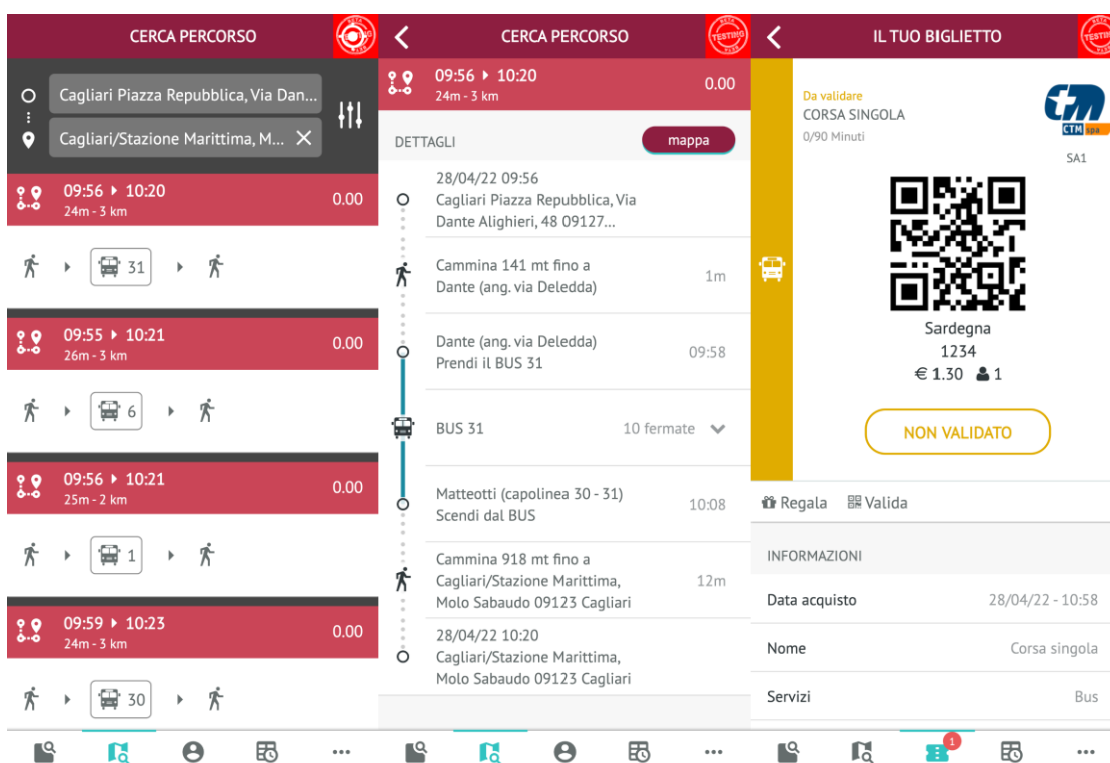 CERCA PERCORSO
BETA
TESTING
Cagliari Piazza Repubblica, Via Dan...
Cagliari/Stazione Marittima, M...
09:56 ▸ 10:20
0.00
24m - 3 km
31
09:55 ▸ 10:21
0.00
26m - 3 km
6
09:56 ▸ 10:21
0.00
25m - 2 km
1
09:59 ▸ 10:23
0.00
24m - 3 km
30
CERCA PERCORSO
BETA
TESTING
09:56 ▸ 10:20
0.00
24m - 3 km
DETTAGLI
mappa
28/04/22 09:56
Cagliari Piazza Repubblica, Via
Dante Alighieri, 48 09127...
Cammina 141 mt fino a
Dante (ang. via Deledda)
1m
Dante (ang. via Deledda)
Prendi il BUS 31
09:58
BUS 31
10 fermate
Matteotti (capolinea 30 - 31)
Scendi dal BUS
10:08
Cammina 918 mt fino a
Cagliari/Stazione Marittima,
Molo Sabaudo 09123 Cagliari
12m
28/04/22 10:20
Cagliari/Stazione Marittima,
Molo Sabaudo 09123 Cagliari
IL TUO BIGLIETTO
BETA
Da validare
CORSA SINGOLA
0/90 Minuti
CTM spa
SA1
Sardegna
1234
€ 1.30 1
NON VALIDATO
Regala
Valida
INFORMAZIONI
Data acquisto
28/04/22 - 10:58
Nome
Corsa singola
Servizi
Bus
1